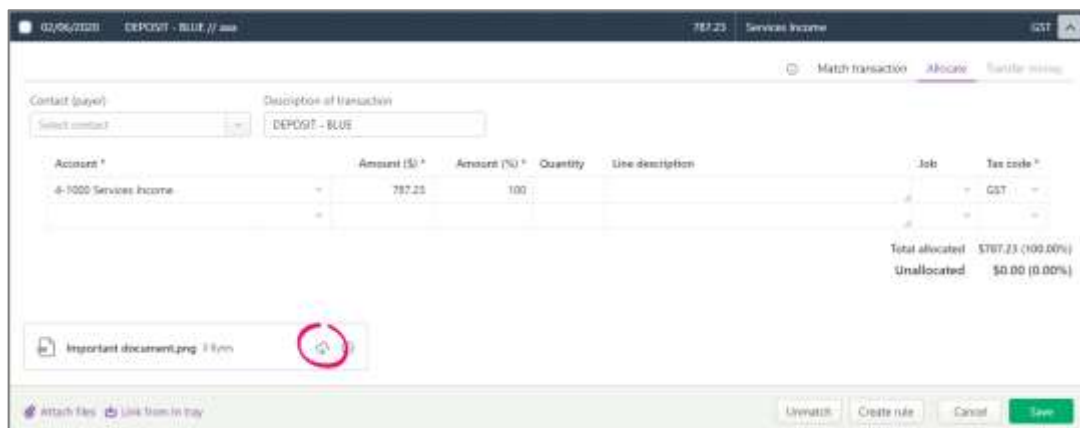 02/06/2020 DEPOSIT - BLUE // 787.23 Services Income GST
Match transaction Allocate Transfer money
Contact (payer) Description of transaction
Select contact DEPOSIT - BLUE
Account * Amount ($) * Amount (%) * Quantity Line description Job Tax code *
4-1000 Services Income 787.23 100 GST
Total allocated $787.23 (100.00%)
Unallocated $0.00 (0.00%)
Important document.png
Attach files Link from In tray Unmatch Create rule Cancel Save